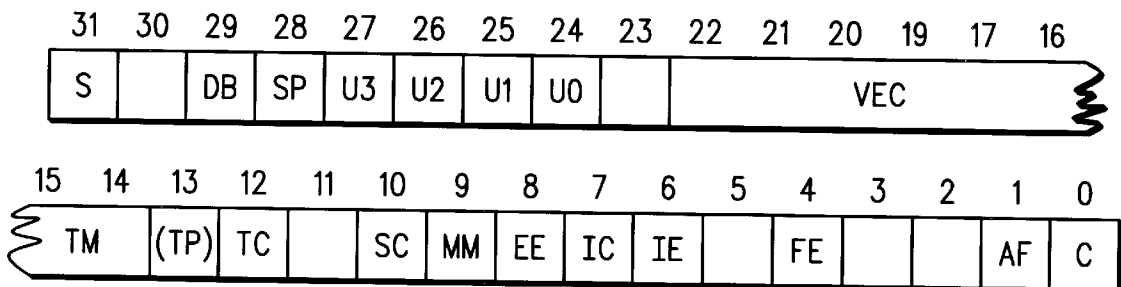 31 30 29 28 27 26 25 24 23 22 21 20 19 17 16
S DB SP U3 U2 U1 U0 VEC
15 14 13 12 11 10 9 8 7 6 5 4 3 2 1 0
TM (TP) TC SC MM EE IC IE FE AF C